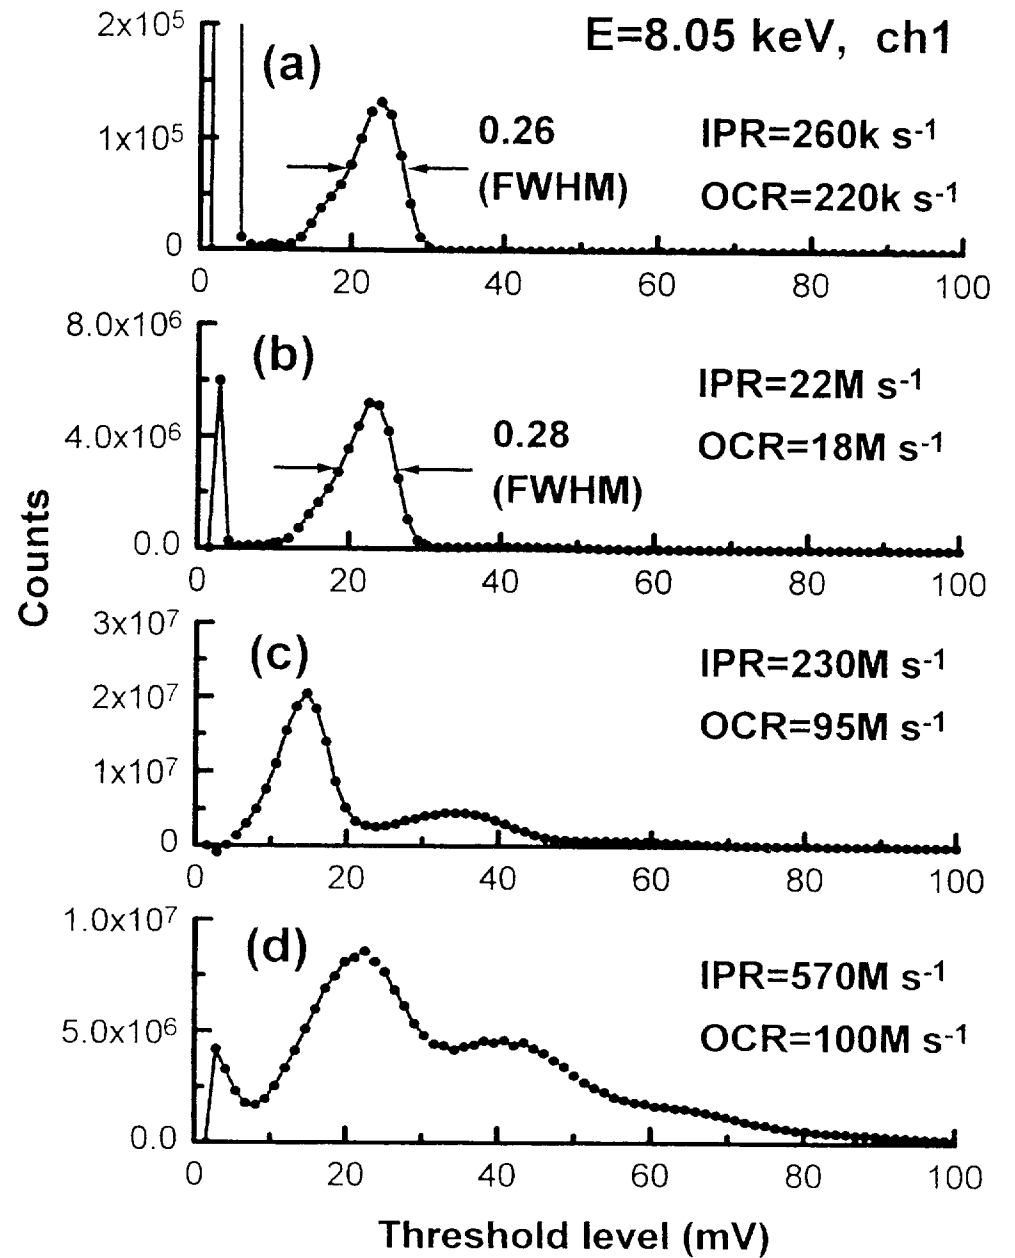 E=8.05 keV, ch1
2x10⁵
(a)
0.26
(FWHM)
IPR=260k s⁻¹
1x10⁵
OCR=220k s⁻¹
0
0 20 40 60 80 100
8.0x10⁶
(b)
IPR=22M s⁻¹
4.0x10⁶
0.28
(FWHM)
OCR=18M s⁻¹
0.0
0 20 40 60 80 100
Counts
3x10⁷
(c)
IPR=230M s⁻¹
2x10⁷
OCR=95M s⁻¹
1x10⁷
0
0 20 40 60 80 100
1.0x10⁷
(d)
IPR=570M s⁻¹
5.0x10⁶
OCR=100M s⁻¹
0.0
0 20 40 60 80 100
Threshold level (mV)